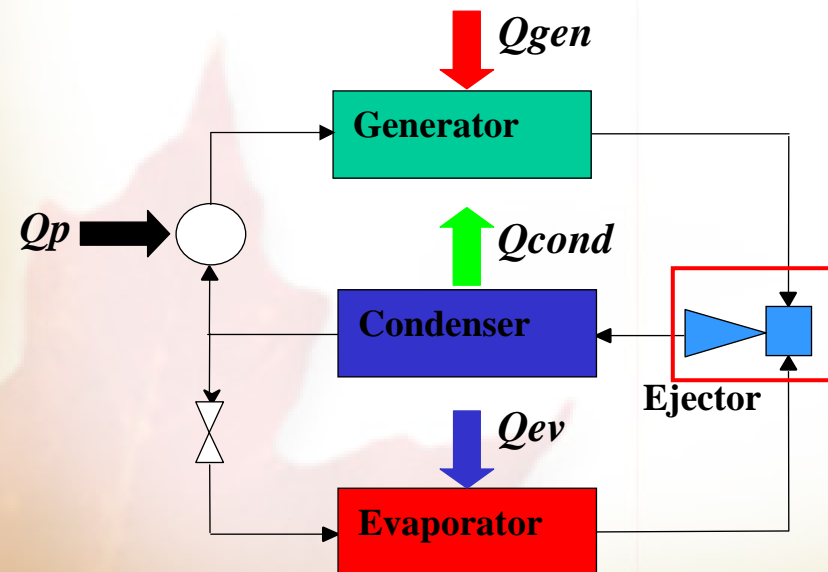 Qgen
Generator
Qp
Qcond
Condenser
Ejector
Qev
Evaporator